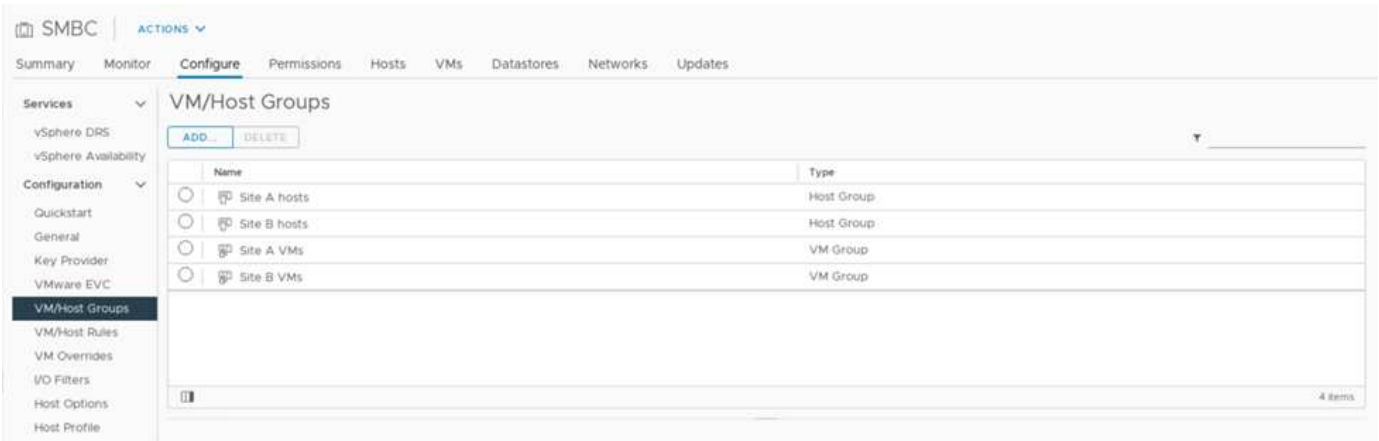 SMBC ACTIONS
Summary Monitor Configure Permissions Hosts VMs Datastores Networks Updates
Services
vSphere DRS
vSphere Availability
Configuration
Quickstart
General
Key Provider
VMware EVC
VM/Host Groups
VM/Host Rules
VM Overrides
I/O Filters
Host Options
Host Profile
VM/Host Groups
ADD... DELETE
Name Type
Site A hosts Host Group
Site B hosts Host Group
Site A VMs VM Group
Site B VMs VM Group
4 items